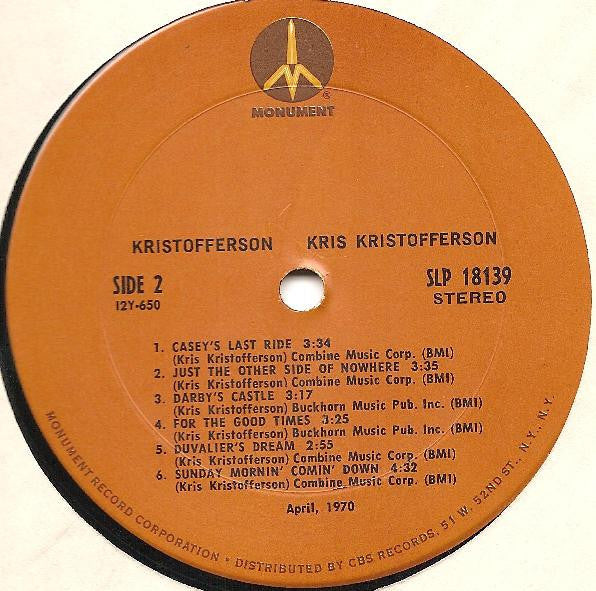 ®
MONUMENT
KRISTOFFERSON KRIS KRISTOFFERSON
SIDE 2 SLP 18139
12Y-650 STEREO
1. CASEY'S LAST RIDE 3:34
(Kris Kristofferson) Combine Music Corp. (BMI)
2. JUST THE OTHER SIDE OF NOWHERE 3:35
(Kris Kristofferson) Combine Music Corp. (BMI)
3. DARBY'S CASTLE 3:17
(Kris Kristofferson) Buckhorn Music Pub. Inc. (BMI)
4. FOR THE GOOD TIMES 3:25
(Kris Kristofferson) Buckhorn Music Pub. Inc. (BMI)
5. DUVALIER'S DREAM 2:55
(Kris Kristofferson) Combine Music Corp. (BMI)
6. SUNDAY MORNIN' COMIN' DOWN 4:32
(Kris Kristofferson) Combine Music Corp. (BMI)
April, 1970
MONUMENT RECORD CORPORATION • DISTRIBUTED BY CBS RECORDS, 51 W. 52ND ST., N.Y., N.Y.